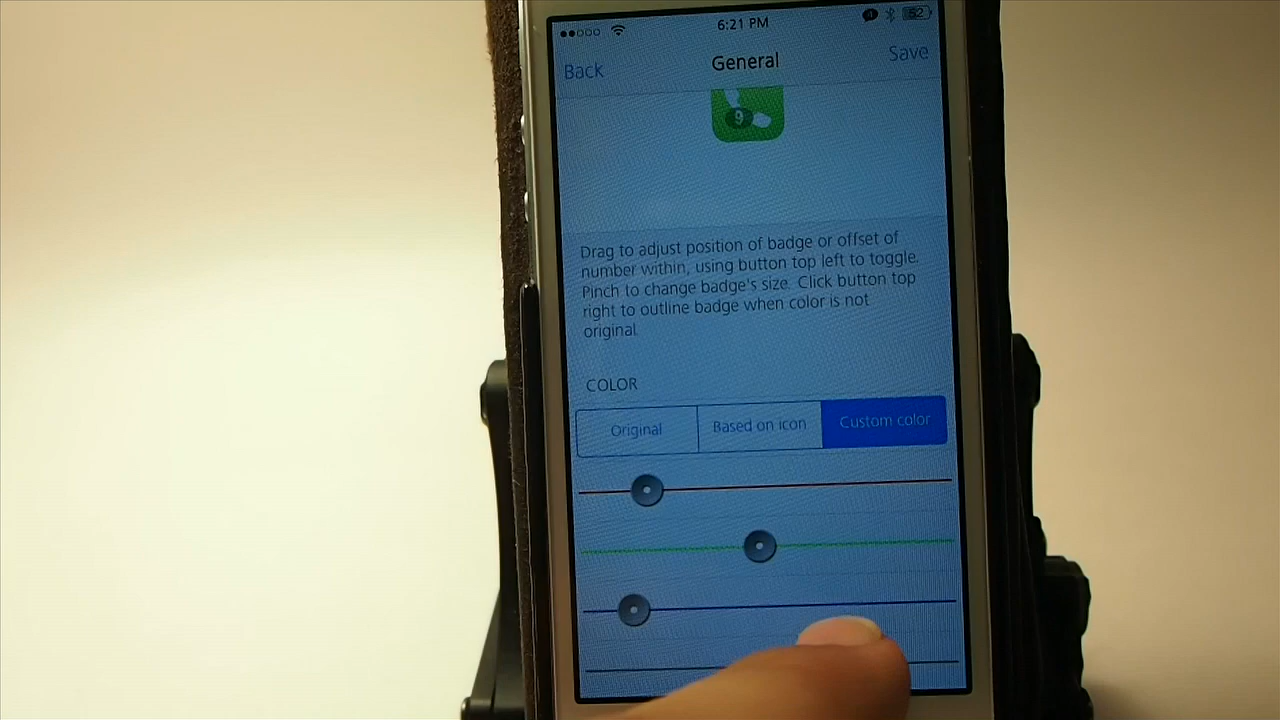 6:21 PM
52
Back
General
Save
9
Drag to adjust position of badge or offset of
number within, using button top left to toggle.
Pinch to change badge's size. Click button top
right to outline badge when color is not
original.
COLOR
Original
Based on icon
Custom color